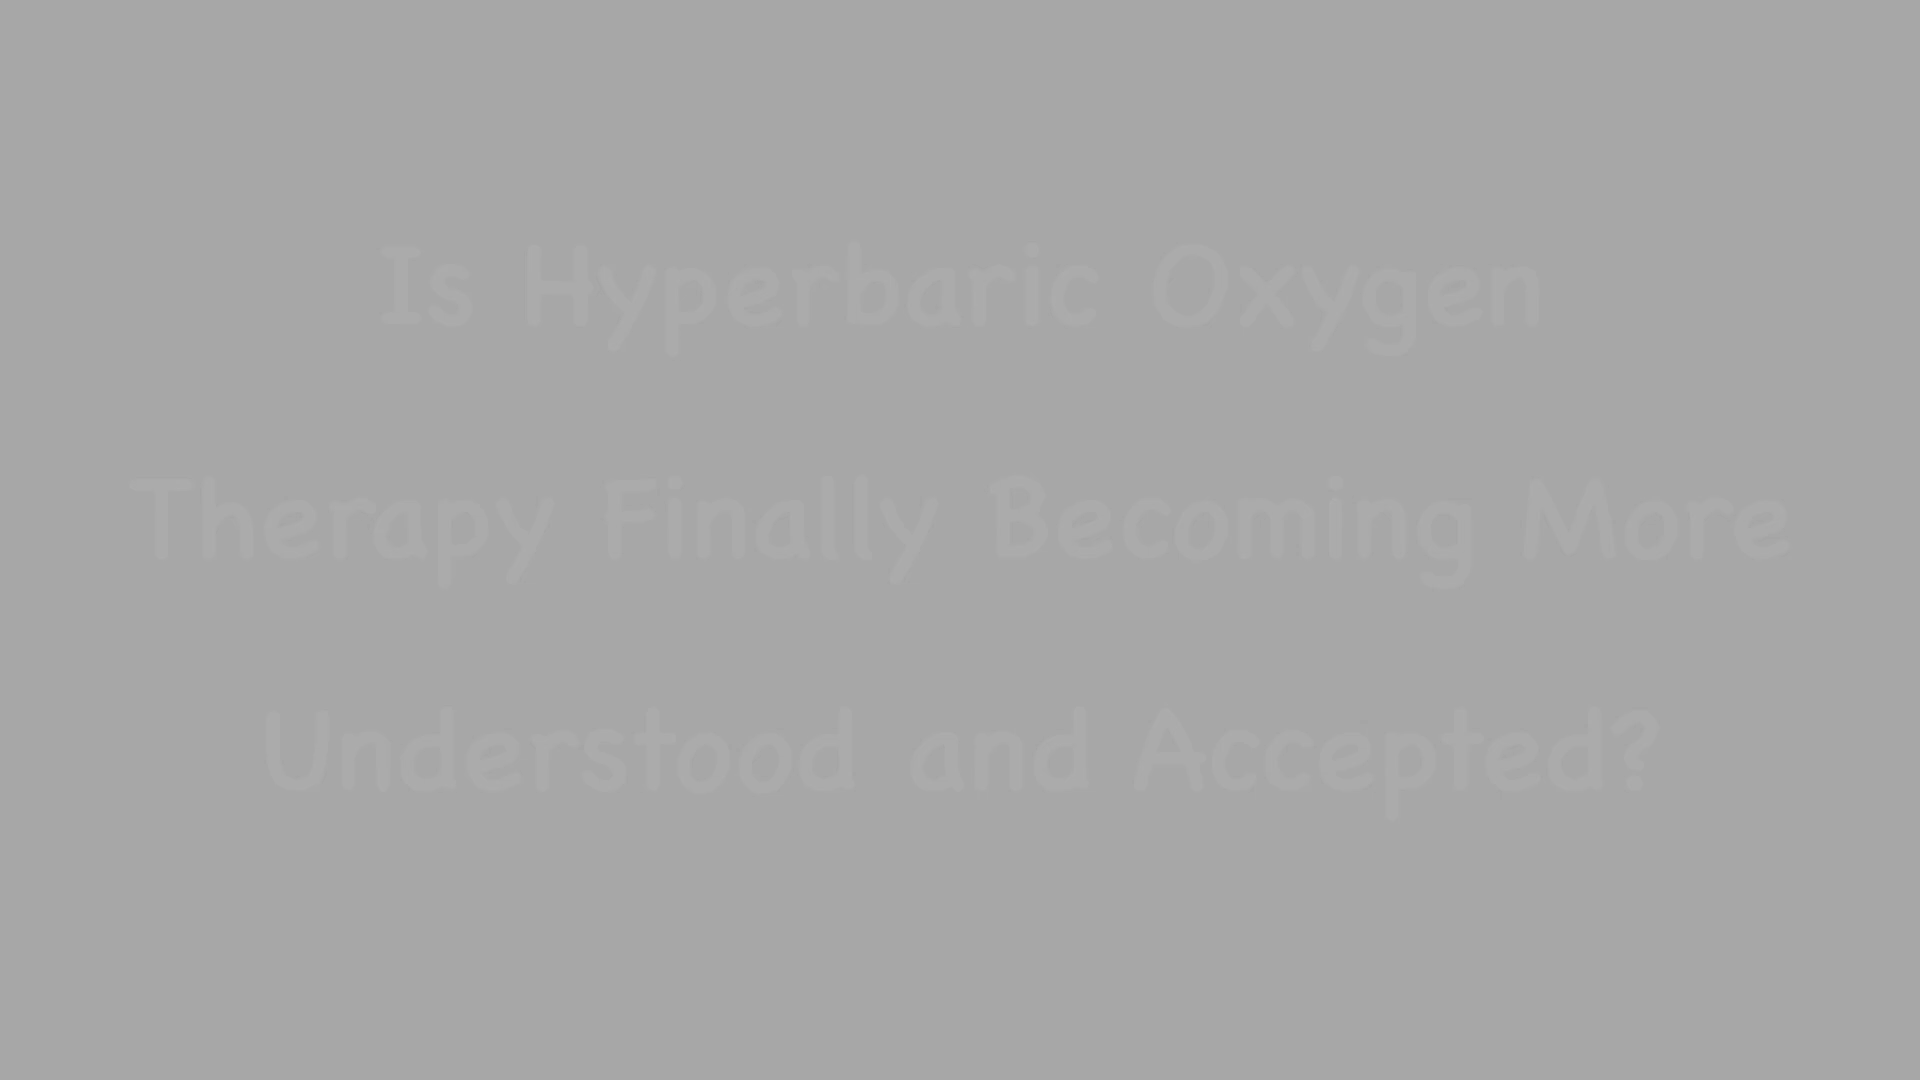 Is Hyperbaric Oxygen
Therapy Finally Becoming More
Understood and Accepted?